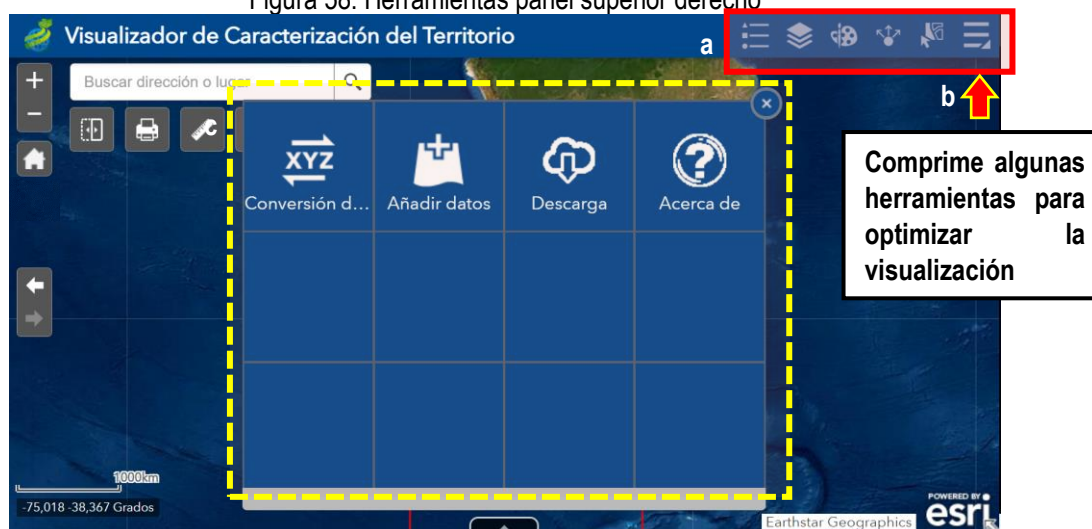 Figura 58. Herramientas panel superior derecho
Visualizador de Caracterización del Territorio
a
Buscar dirección o lugar
b
+
-
XYZ
Conversión d...
Añadir datos
Descarga
Acerca de
Comprime algunas
herramientas para
optimizar la
visualización
1000km
-75,018 -38,367 Grados
Earthstar Geographics
POWERED BY
esri